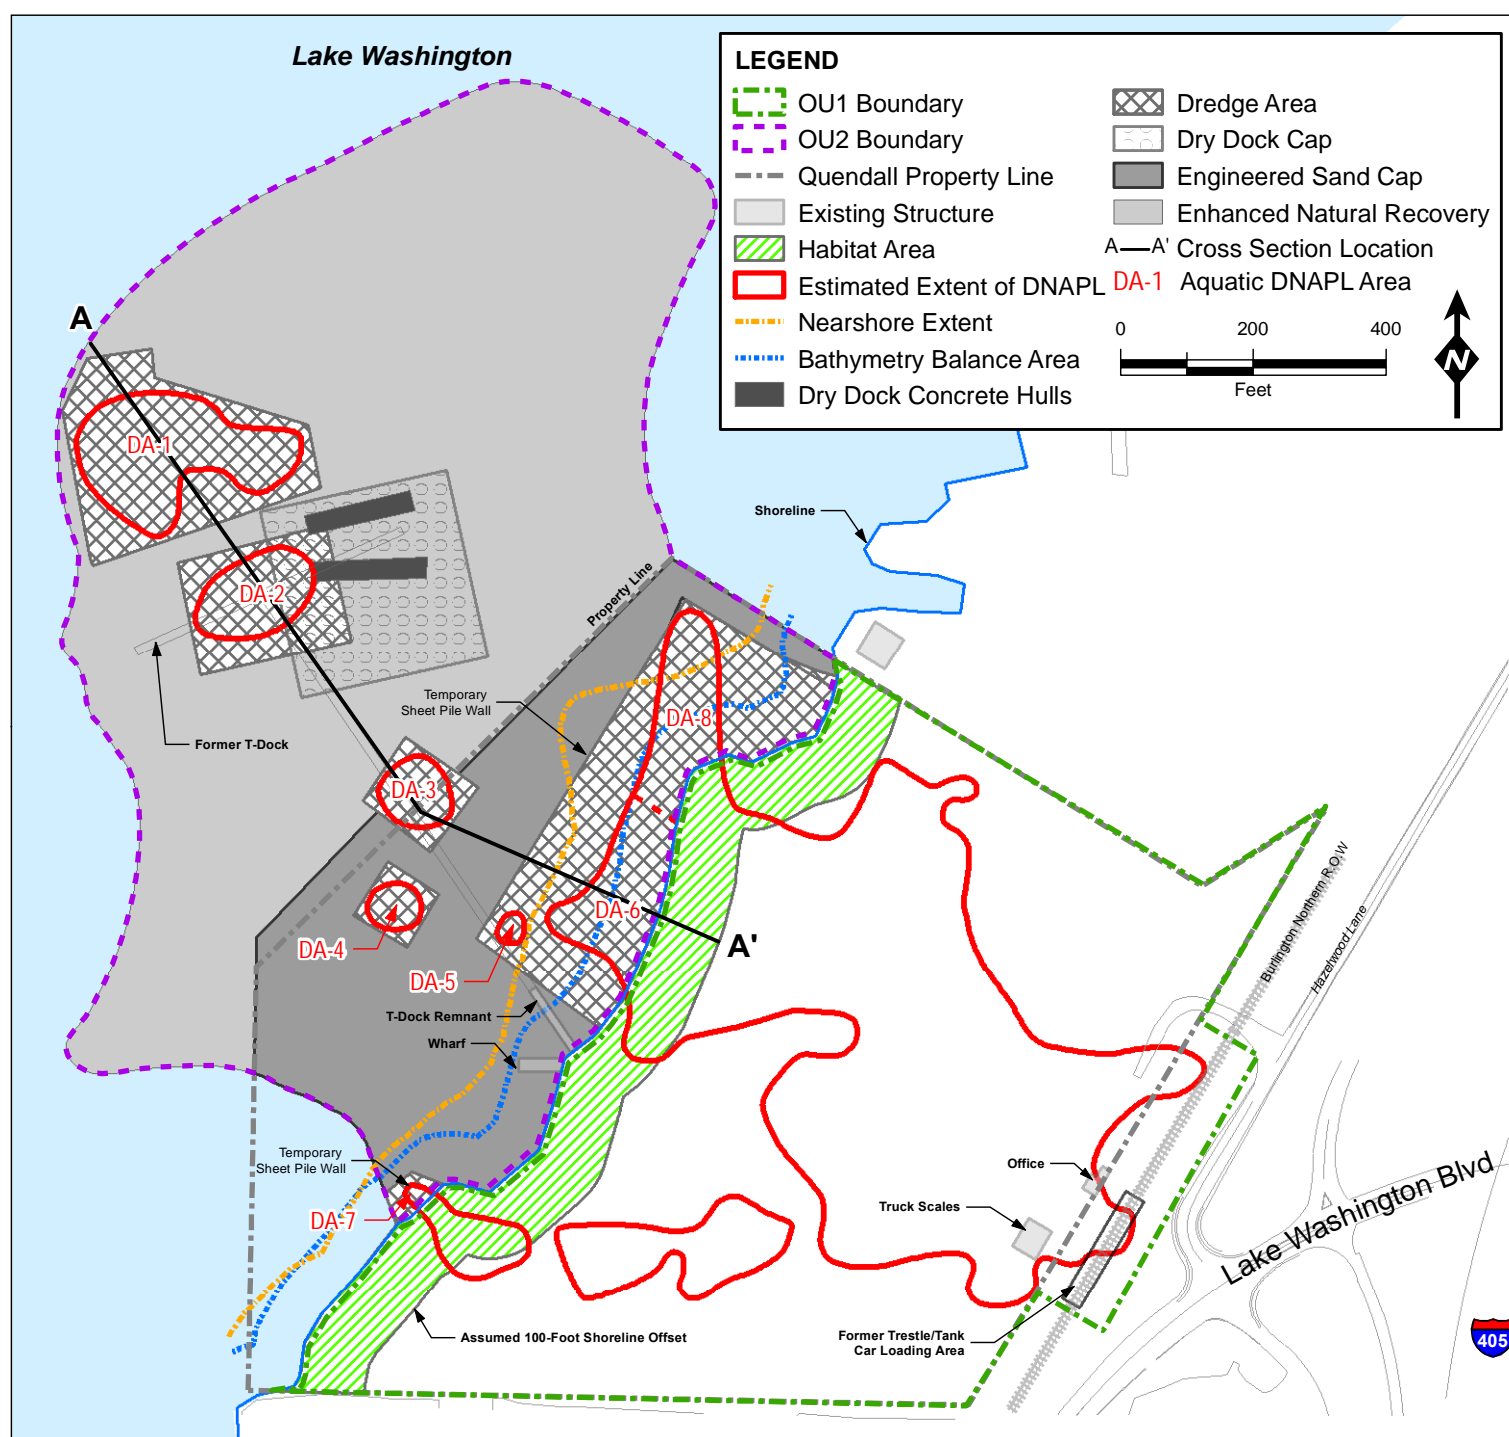 Lake Washington
LEGEND
OU1 Boundary
OU2 Boundary
Quendall Property Line
Existing Structure
Habitat Area
Estimated Extent of DNAPL
Nearshore Extent
Bathymetry Balance Area
Dry Dock Concrete Hulls
Dredge Area
Dry Dock Cap
Engineered Sand Cap
Enhanced Natural Recovery
A A' Cross Section Location
DA-1 Aquatic DNAPL Area
0 200 400
Feet
N
A
DA-1
Shoreline
DA-2
Property Line
Temporary
Sheet Pile Wall
DA-8
Former T-Dock
DA-3
DA-6
A'
DA-4
DA-5
T-Dock Remnant
Wharf
Burlington Northern R.O.W
Hazelwood Lane
Temporary
Sheet Pile Wall
DA-7
Office
Truck Scales
Lake Washington Blvd
Assumed 100-Foot Shoreline Offset
Former Trestle/Tank
Car Loading Area
405